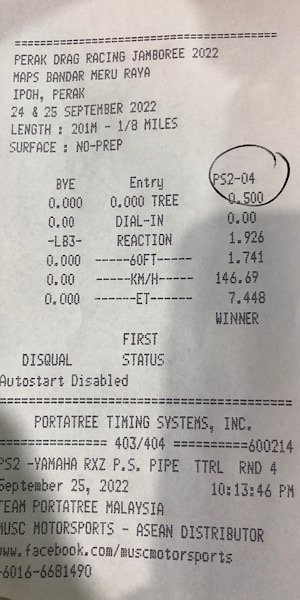 =====================================
PERAK DRAG RACING JAMBOREE 2022
MAPS BANDAR MERU RAYA
IPOH, PERAK
24 & 25 SEPTEMBER 2022
LENGTH : 201M - 1/8 MILES
SURFACE : NO-PREP
BYE Entry PS2-04
0.000 0.000 TREE 0.500
0.00 DIAL-IN 0.00
-LB3- REACTION 1.926
0.000 -----60FT----- 1.741
0.00 -----KM/H----- 146.69
0.000 ------ET------ 7.448
WINNER
FIRST
DISQUAL STATUS
Autostart Disabled
=====================================
PORTATREE TIMING SYSTEMS, INC.
=============== 403/404 ==========600214
PS2 -YAMAHA RXZ P.S. PIPE TTRL RND 4
September 25, 2022 10:13:46 PM
TEAM PORTATREE MALAYSIA
MUSC MOTORSPORTS - ASEAN DISTRIBUTOR
www.facebook.com/muscmotorsports
+6016-6681490